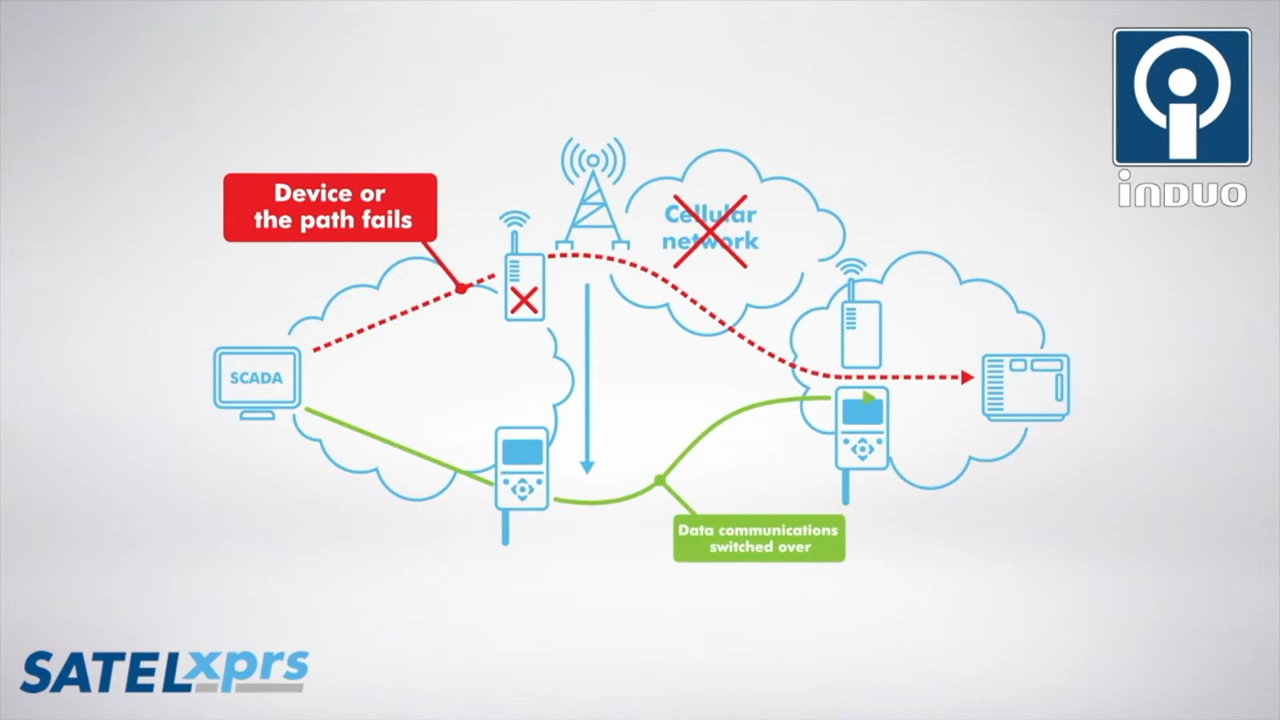 iNDUO
Device or
the path fails
Cellular
network
SCADA
Data communications
switched over
SATELxprs